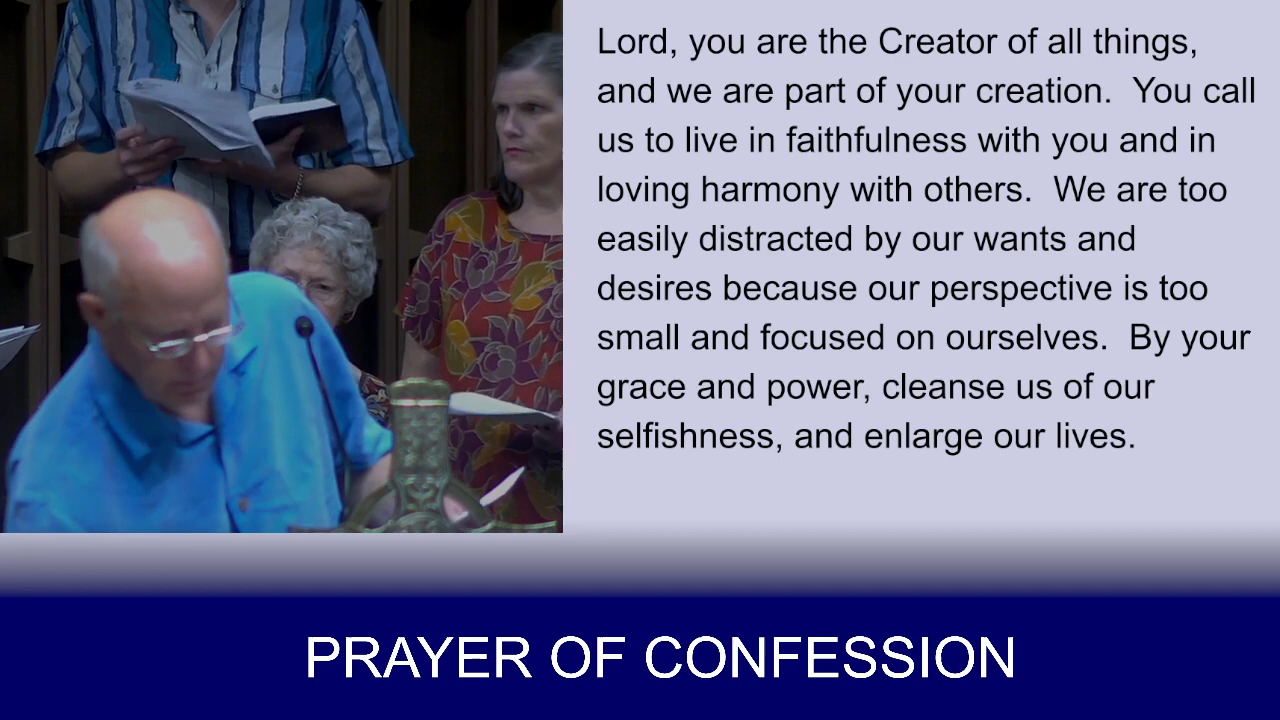 Lord, you are the Creator of all things,
and we are part of your creation.  You call
us to live in faithfulness with you and in
loving harmony with others.  We are too
easily distracted by our wants and
desires because our perspective is too
small and focused on ourselves.  By your
grace and power, cleanse us of our
selfishness, and enlarge our lives.
PRAYER OF CONFESSION